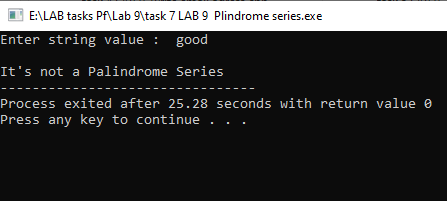 E:\LAB tasks Pf\Lab 9\task 7 LAB 9  Plindrome series.exe
Enter string value :  good
It's not a Palindrome Series
--------------------------------
Process exited after 25.28 seconds with return value 0
Press any key to continue . . .